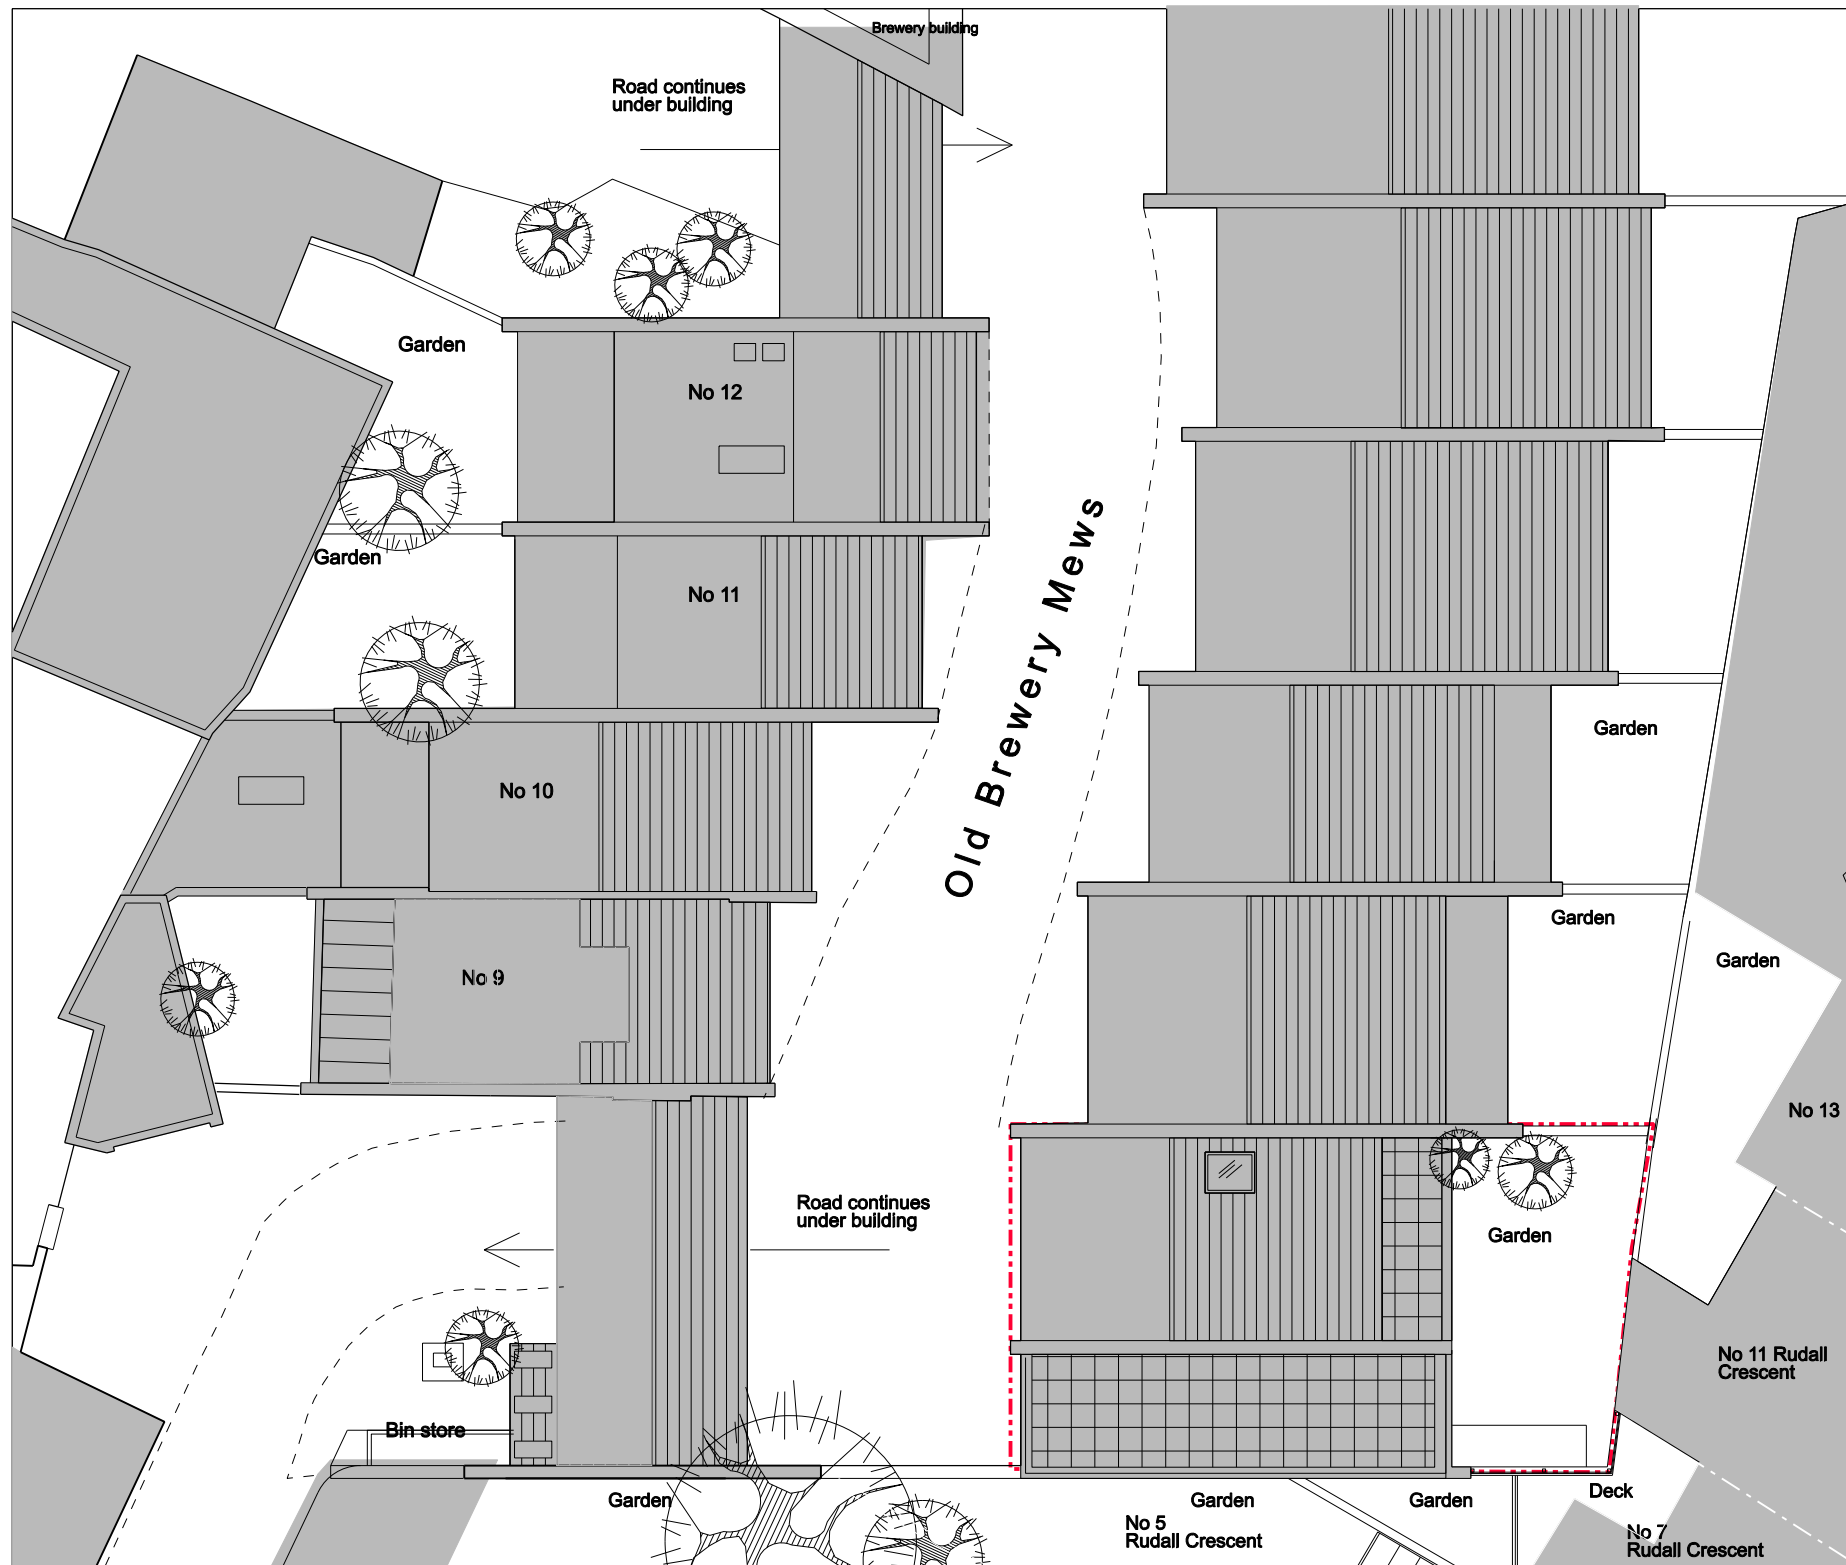 Brewery building
Road continues
under building
Garden
No 12
Garden
No 11
Old Brewery Mews
Garden
No 10
Garden
Garden
No 9
No 13
Road continues
under building
Garden
No 11 Rudall
Crescent
Bin store
Garden
Garden
Garden
Deck
No 5
Rudall Crescent
No 7
Rudall Crescent